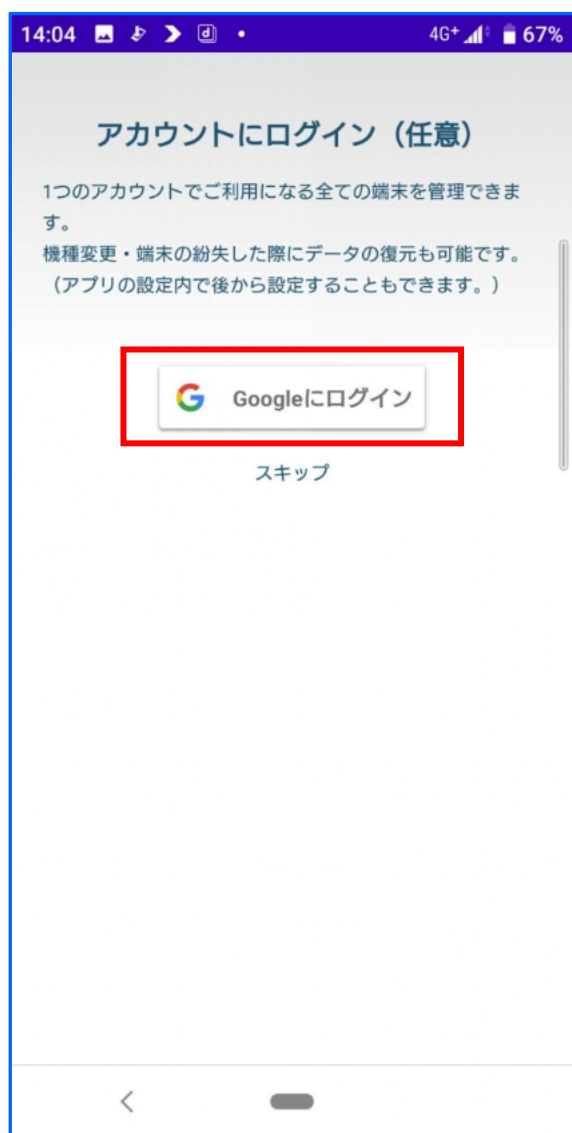 14:04 4G+ 67%
アカウントにログイン（任意）
1つのアカウントでご利用になる全ての端末を管理できま
す。
機種変更・端末の紛失した際にデータの復元も可能です。
（アプリの設定内で後から設定することもできます。）
Googleにログイン
スキップ